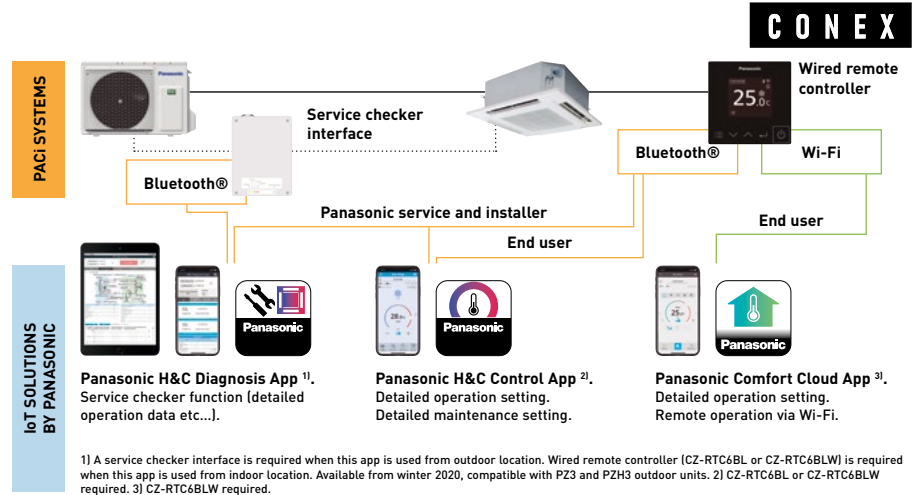 CONEX
PACi SYSTEMS
Panasonic
Service checker
interface
Panasonic
25.0c
Wired remote
controller
Bluetooth®
Bluetooth®
Wi-Fi
Panasonic service and installer
End user
End user
IoT SOLUTIONS
BY PANASONIC
Panasonic
28
Panasonic
25
Panasonic
Panasonic H&C Diagnosis App 1).
Service checker function (detailed
operation data etc...).
Panasonic H&C Control App 2).
Detailed operation setting.
Detailed maintenance setting.
Panasonic Comfort Cloud App 3).
Detailed operation setting.
Remote operation via Wi-Fi.
1) A service checker interface is required when this app is used from outdoor location. Wired remote controller (CZ-RTC6BL or CZ-RTC6BLW) is required
when this app is used from indoor location. Available from winter 2020, compatible with PZ3 and PZH3 outdoor units. 2) CZ-RTC6BL or CZ-RTC6BLW
required. 3) CZ-RTC6BLW required.